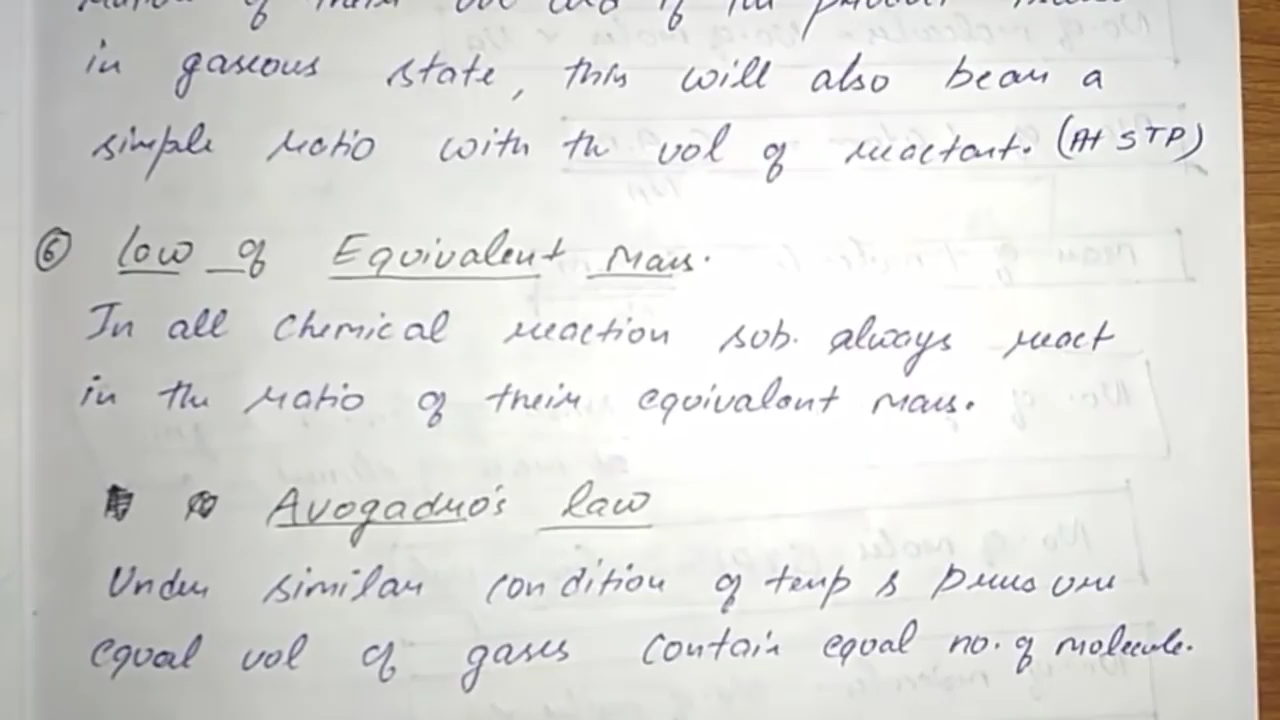 in gaseous state, this will also bear a
simple ratio with the vol of reactant. (At STP)
⑥ Law of Equivalent Mass.
In all Chemical reaction sub. always react
in the ratio of their equivalent mass.
Avogadro's law
Under similar condition of temp & pressure
equal vol of gases contain equal no. of molecule.